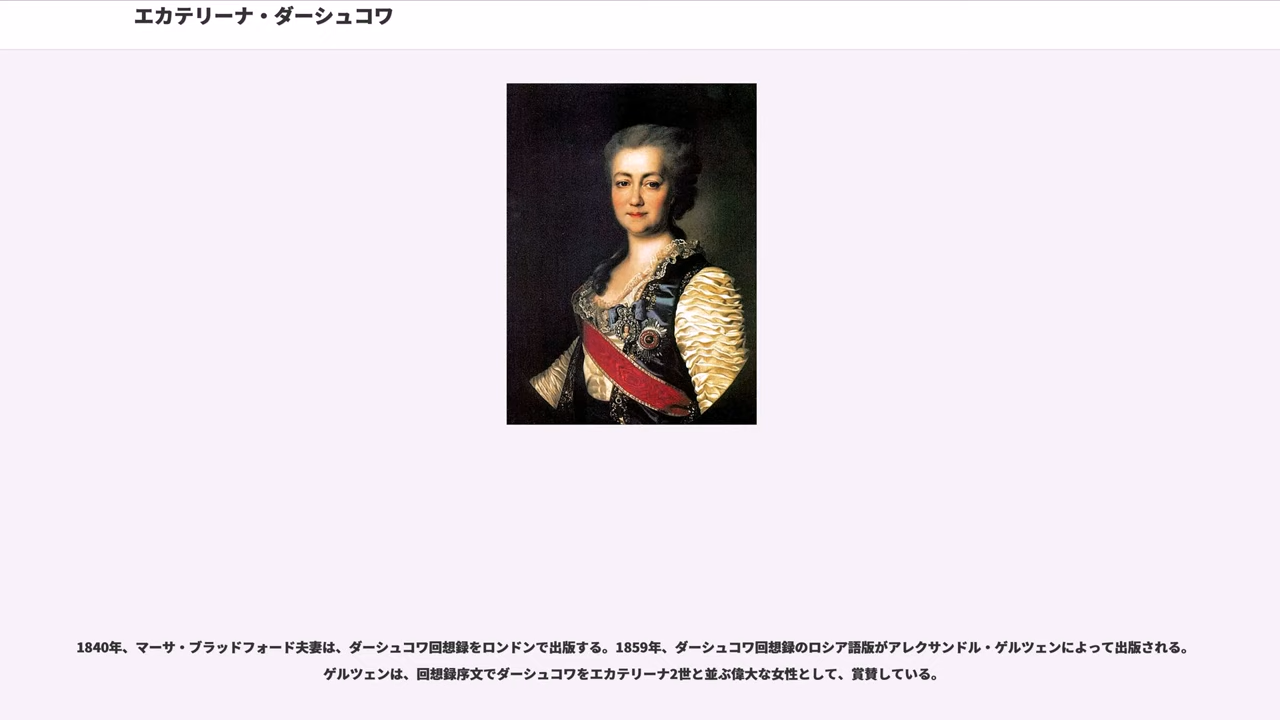 エカテリーナ・ダーシュコワ
1840年、マーサ・ブラッドフォード夫妻は、ダーシュコワ回想録をロンドンで出版する。1859年、ダーシュコワ回想録のロシア語版がアレクサンドル・ゲルツェンによって出版される。
ゲルツェンは、回想録序文でダーシュコワをエカテリーナ2世と並ぶ偉大な女性として、賞賛している。